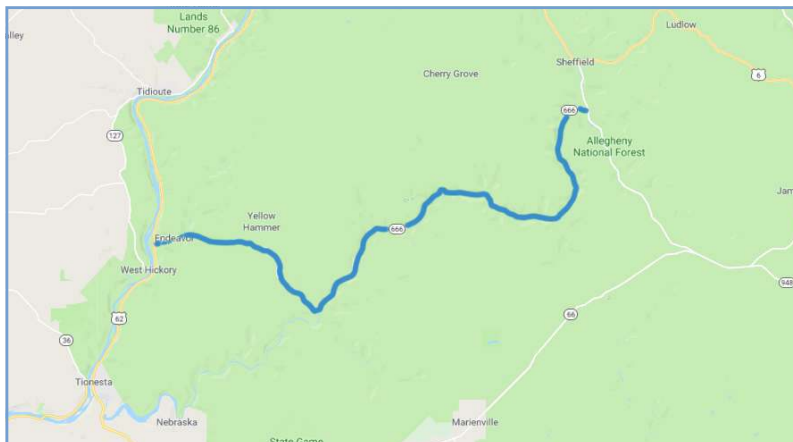 Lands
Number 86
Ludlow
alley
Sheffield
Cherry Grove
6
Tidioute
666
127
Allegheny
National Forest
Jam
Yellow
Hammer
666
Endeavor
West Hickory
948
62
66
36
Tionesta
Nebraska
Marienville
State Game